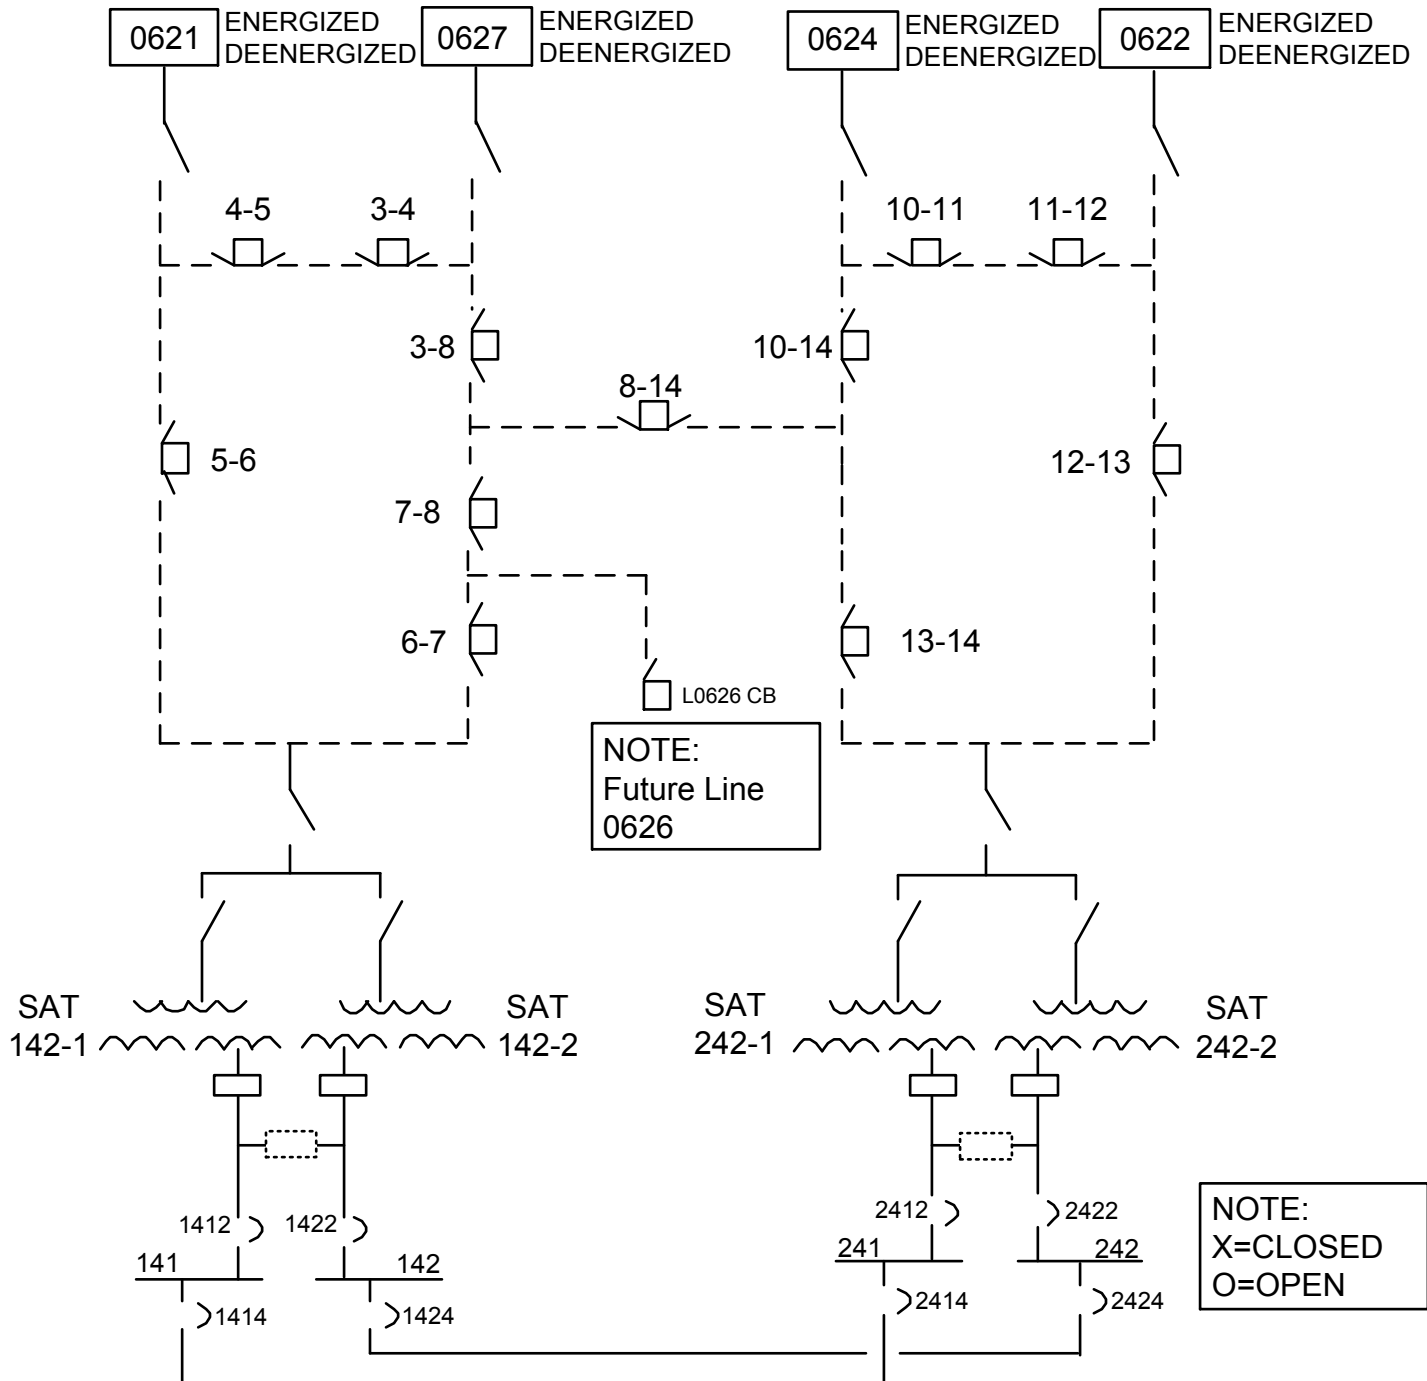 0621 ENERGIZED
DEENERGIZED
0627 ENERGIZED
DEENERGIZED
0624 ENERGIZED
DEENERGIZED
0622 ENERGIZED
DEENERGIZED
4-5
3-4
10-11
11-12
3-8
10-14
8-14
5-6
12-13
7-8
6-7
13-14
L0626 CB
NOTE:
Future Line
0626
SAT
142-1
SAT
142-2
SAT
242-1
SAT
242-2
1412
1422
2412
2422
141
142
241
242
1414
1424
2414
2424
NOTE:
X=CLOSED
O=OPEN